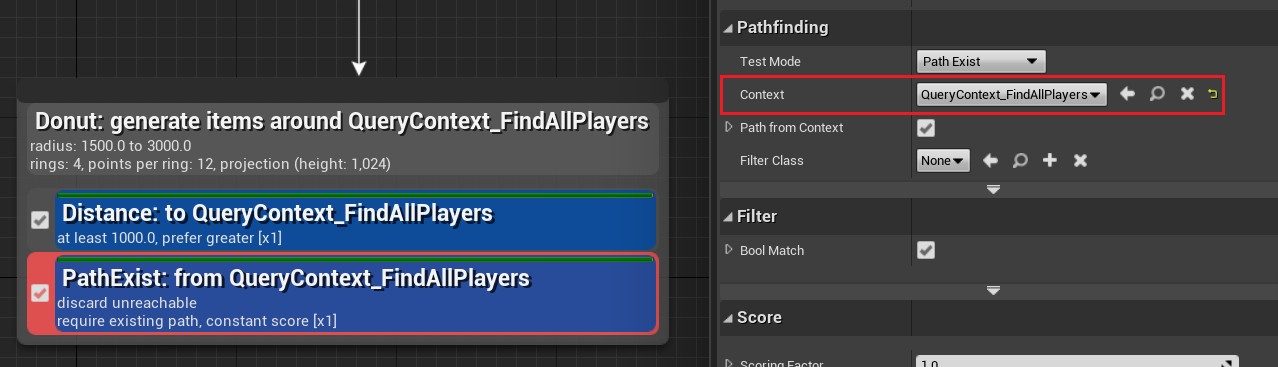 Donut: generate items around QueryContext_FindAllPlayers
radius: 1500.0 to 3000.0
rings: 4, points per ring: 12, projection (height: 1,024)
Distance: to QueryContext_FindAllPlayers
at least 1000.0, prefer greater [x1]
PathExist: from QueryContext_FindAllPlayers
discard unreachable
require existing path, constant score [x1]
Pathfinding
Test Mode
Path Exist
Context
QueryContext_FindAllPlayers
Path from Context
Filter Class
None
Filter
Bool Match
Score
Scoring Factor
1.0